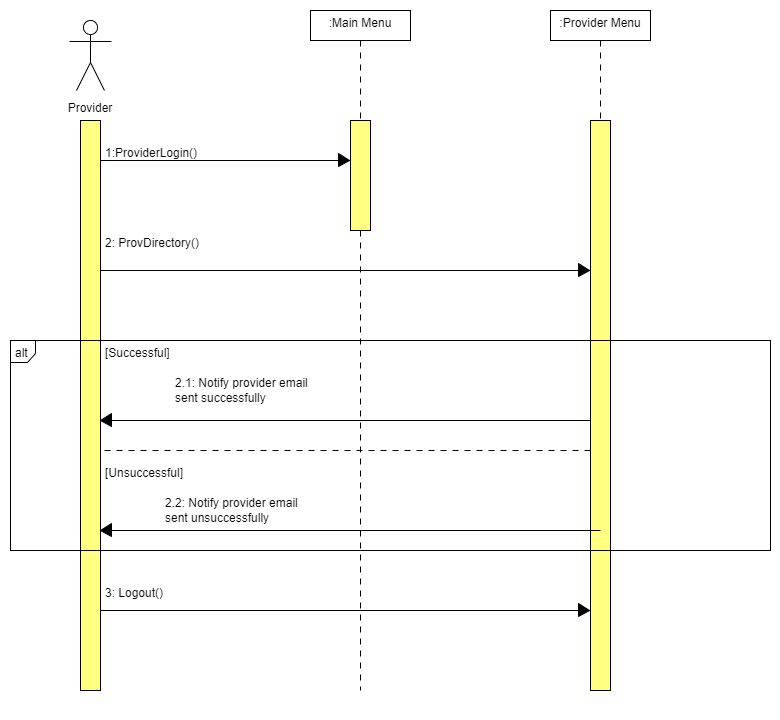 :Main Menu
:Provider Menu
Provider
1:ProviderLogin()
2: ProvDirectory()
alt
[Successful]
2.1: Notify provider email
sent successfully
[Unsuccessful]
2.2: Notify provider email
sent unsuccessfully
3: Logout()